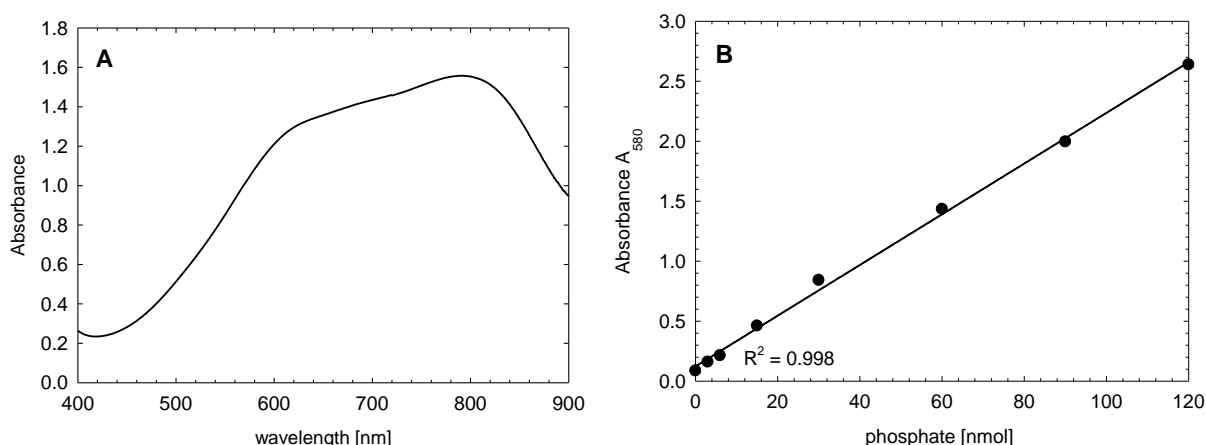 A
1.8
1.6
1.4
1.2
1.0
0.8
0.6
0.4
0.2
0.0
Absorbance
400 500 600 700 800 900
wavelength [nm]
B
3.0
2.5
2.0
1.5
1.0
0.5
0.0
Absorbance A580
R2 = 0.998
0 20 40 60 80 100 120
phosphate [nmol]